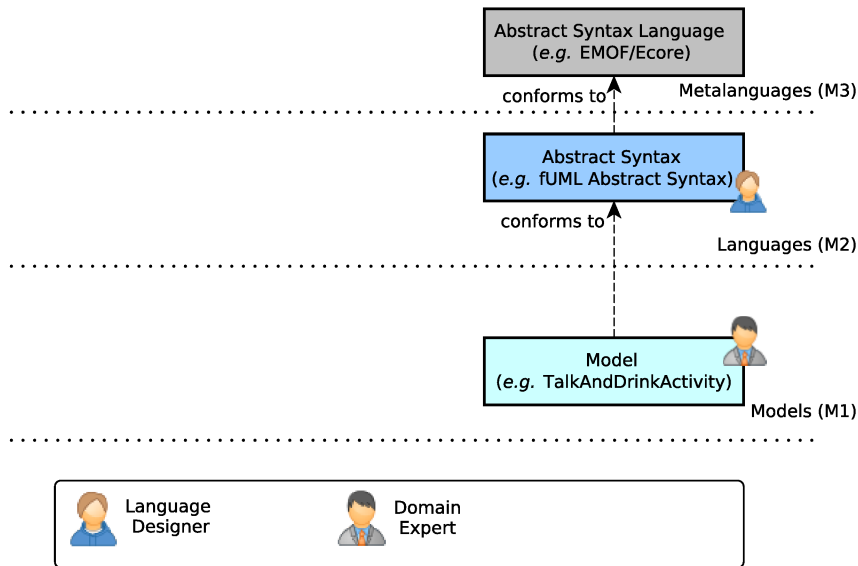 Abstract Syntax Language
(e.g. EMOF/Ecore)
conforms to
Metalanguages (M3)
Abstract Syntax
(e.g. fUML Abstract Syntax)
conforms to
Languages (M2)
Model
(e.g. TalkAndDrinkActivity)
Models (M1)
Language
Designer
Domain
Expert